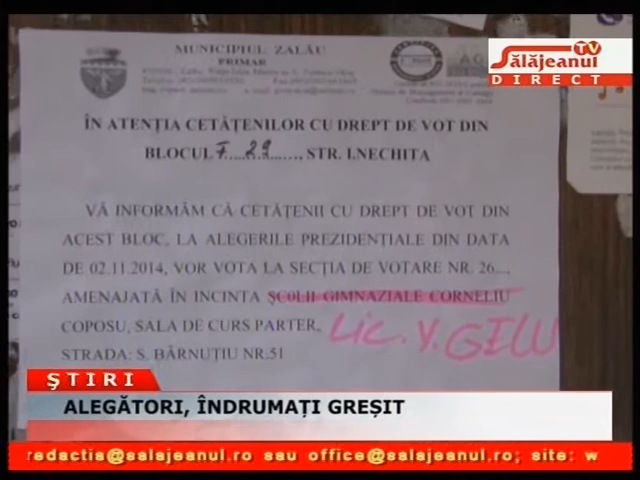 MUNICIPIUL ZALĂU
PRIMAR
Sălăjeanul TV
DIRECT
ÎN ATENȚIA CETĂȚENILOR CU DREPT DE VOT DIN
BLOCUL F 29 STR. I.NECHITA
VĂ INFORMĂM CĂ CETĂȚENII CU DREPT DE VOT DIN
ACEST BLOC, LA ALEGERILE PREZIDENȚIALE DIN DATA
DE 02.11.2014, VOR VOTA LA SECȚIA DE VOTARE NR. 26...,
AMENAJATĂ ÎN INCINTA ȘCOLII GIMNAZIALE CORNELIU
COPOSU, SALA DE CURS PARTER,
Lic. V. GELU
STRADA: S. BĂRNUȚIU NR.51
ŞTIRI
ALEGĂTORI, ÎNDRUMAȚI GREȘIT
redactia@salajeanul.ro sau office@salajeanul.ro; site: w